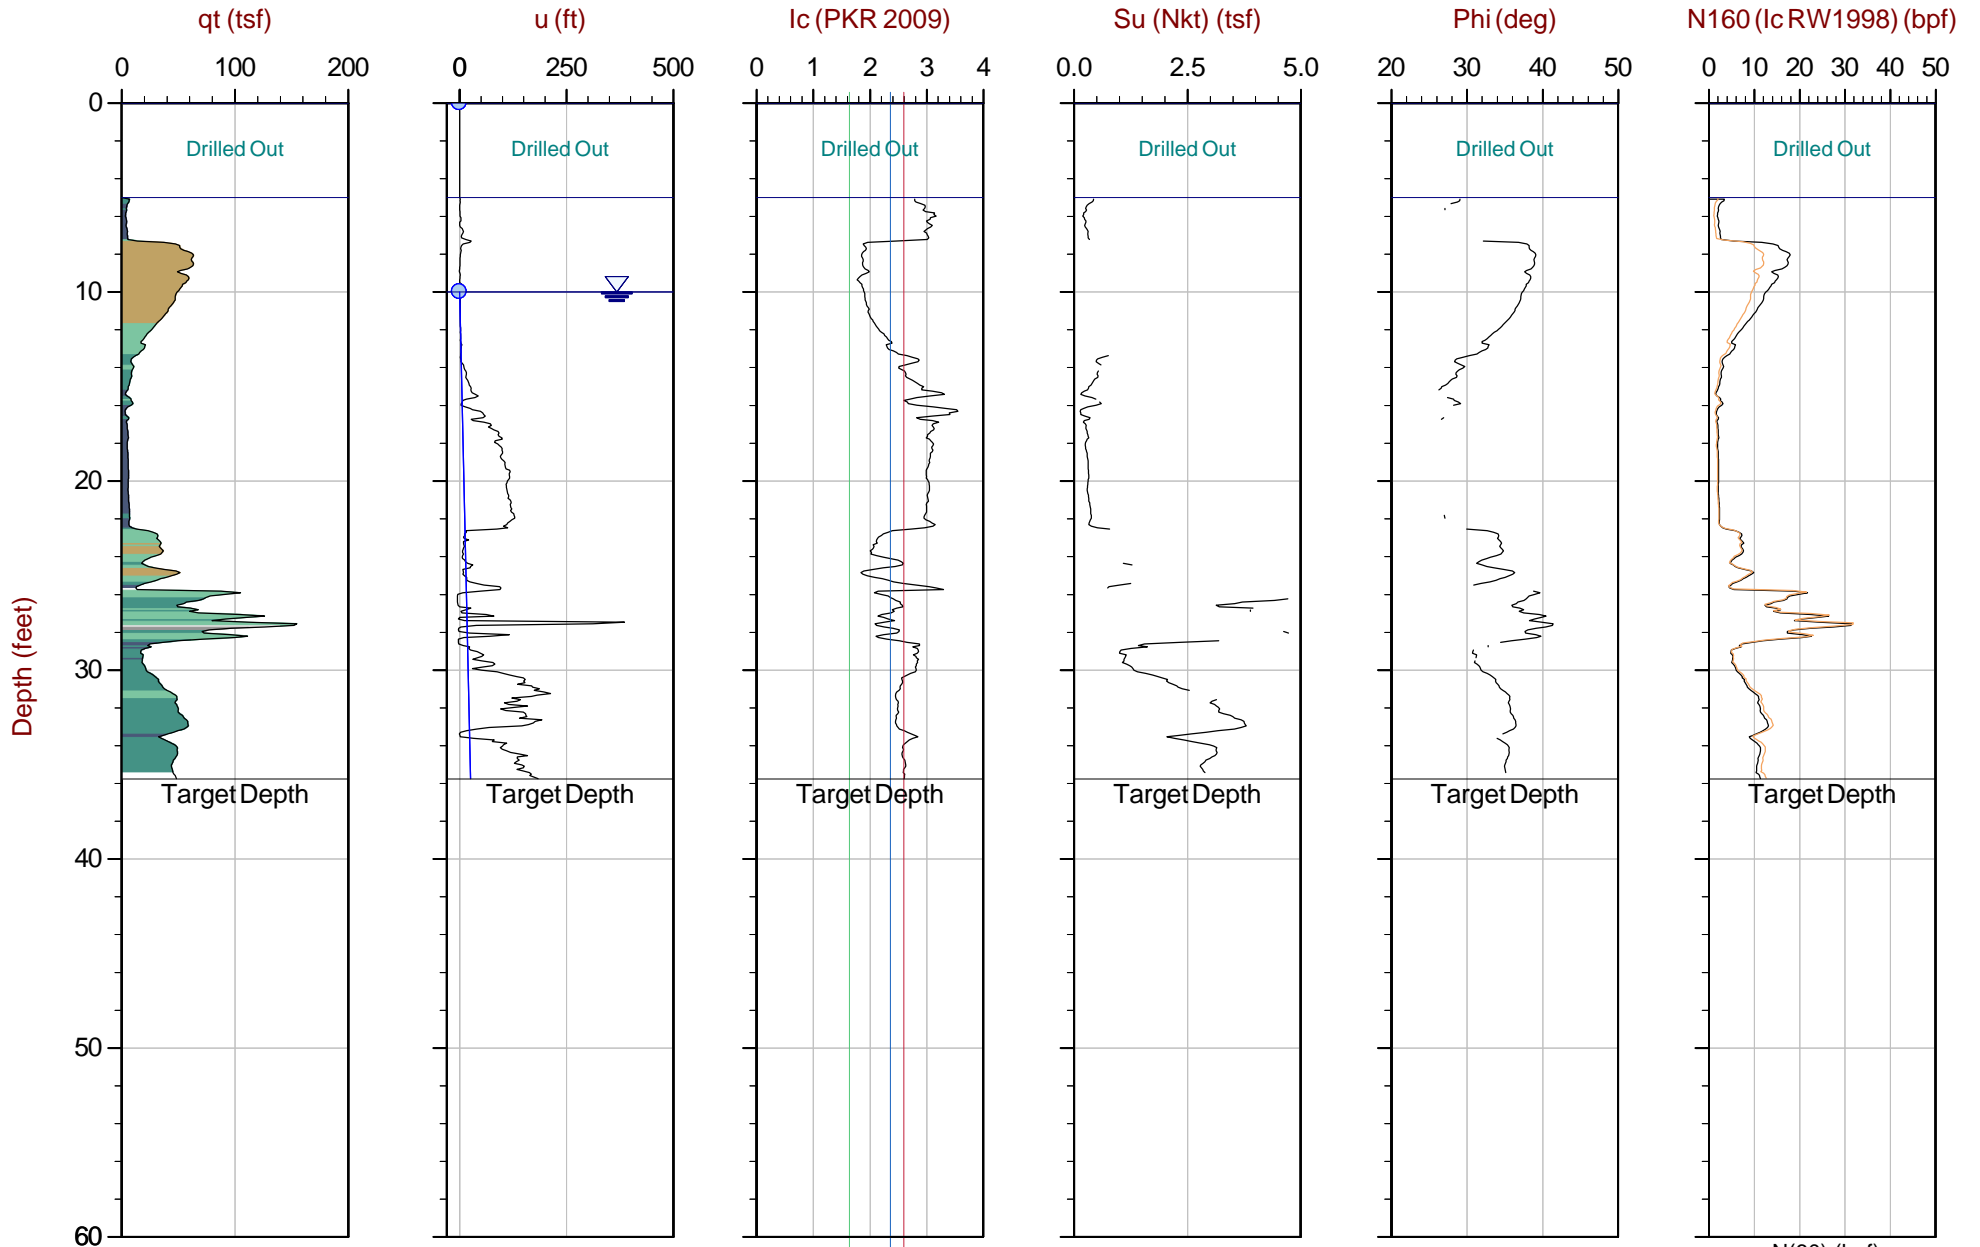 qt (tsf) u (ft) Ic (PKR 2009) Su (Nkt) (tsf) Phi (deg) N160 (Ic RW1998) (bpf)
0 100 200 0 250 500 0 1 2 3 4 0.0 2.5 5.0 20 30 40 50 0 10 20 30 40 50
0
Drilled Out Drilled Out Drilled Out Drilled Out Drilled Out Drilled Out
10
20
30
Target Depth Target Depth Target Depth Target Depth Target Depth Target Depth
40
50
60
Depth (feet)